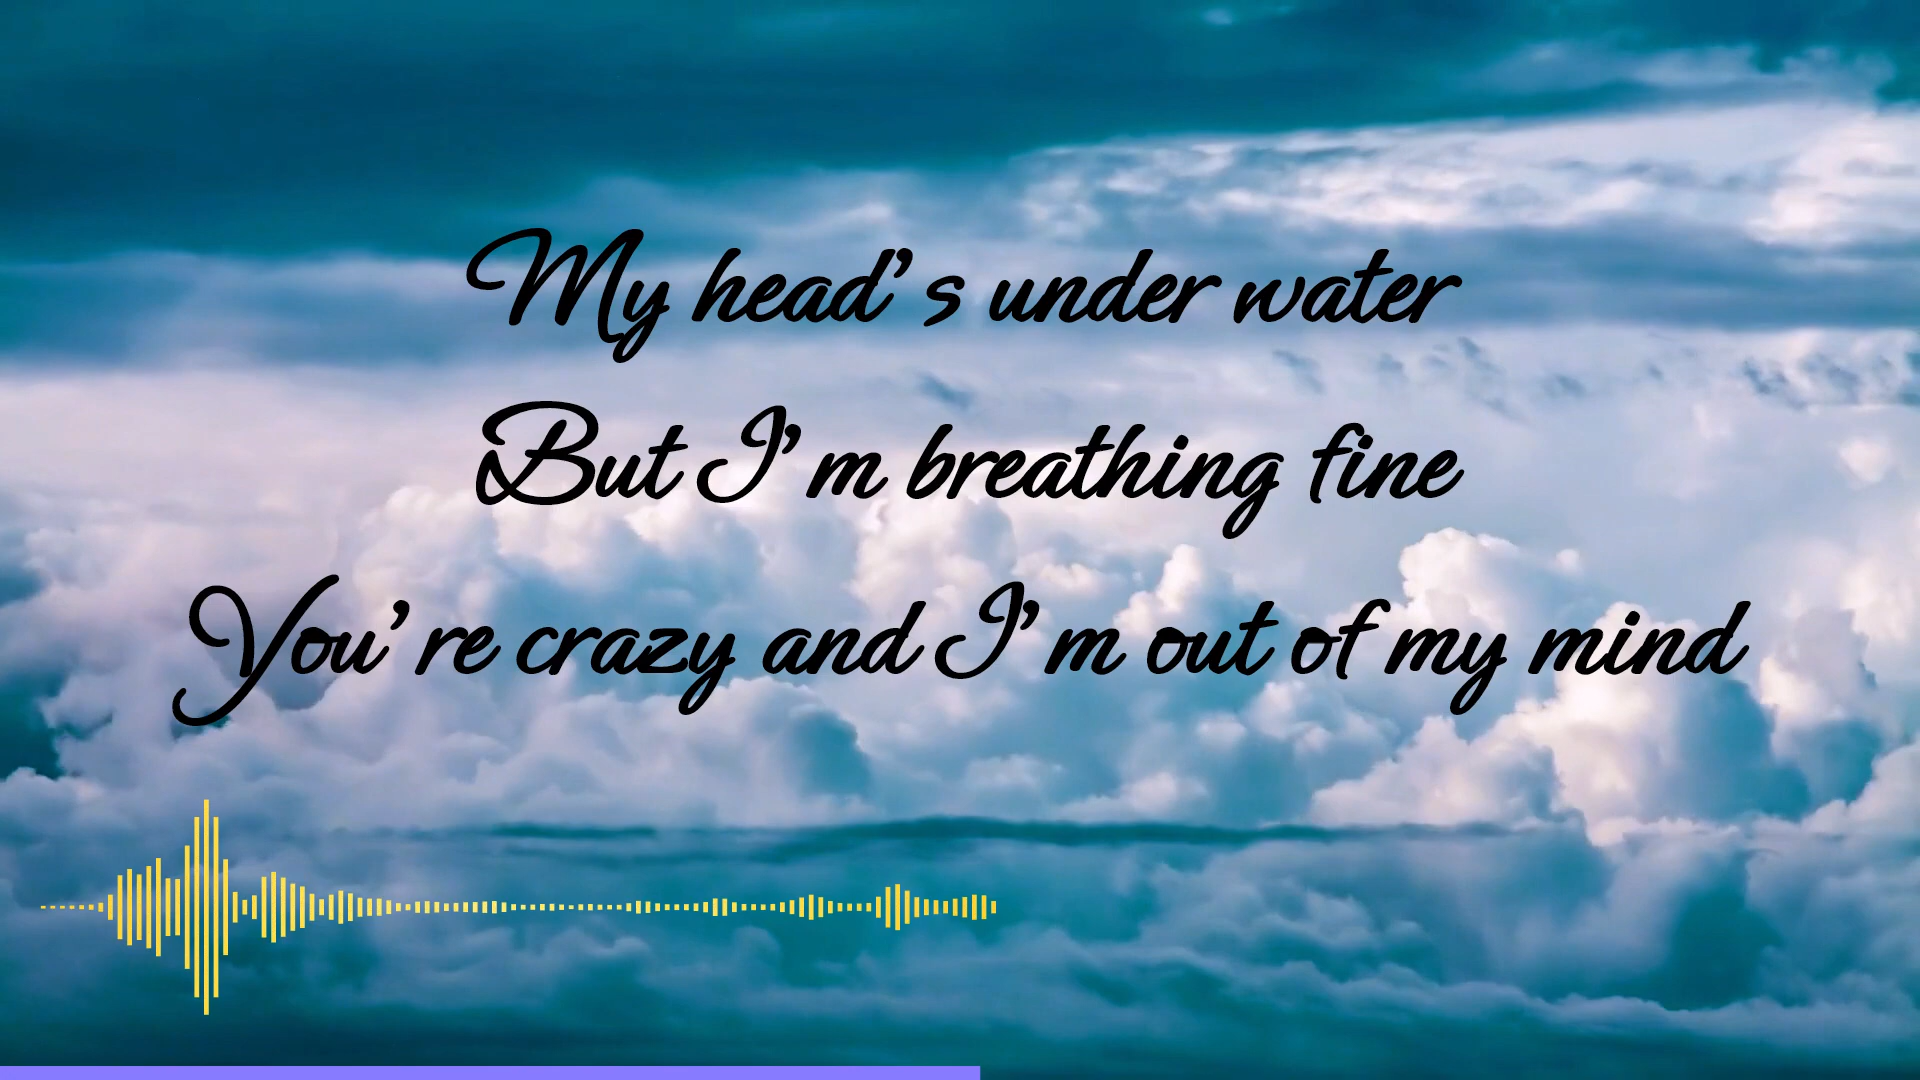 My head's under water
But I'm breathing fine
You're crazy and I'm out of my mind